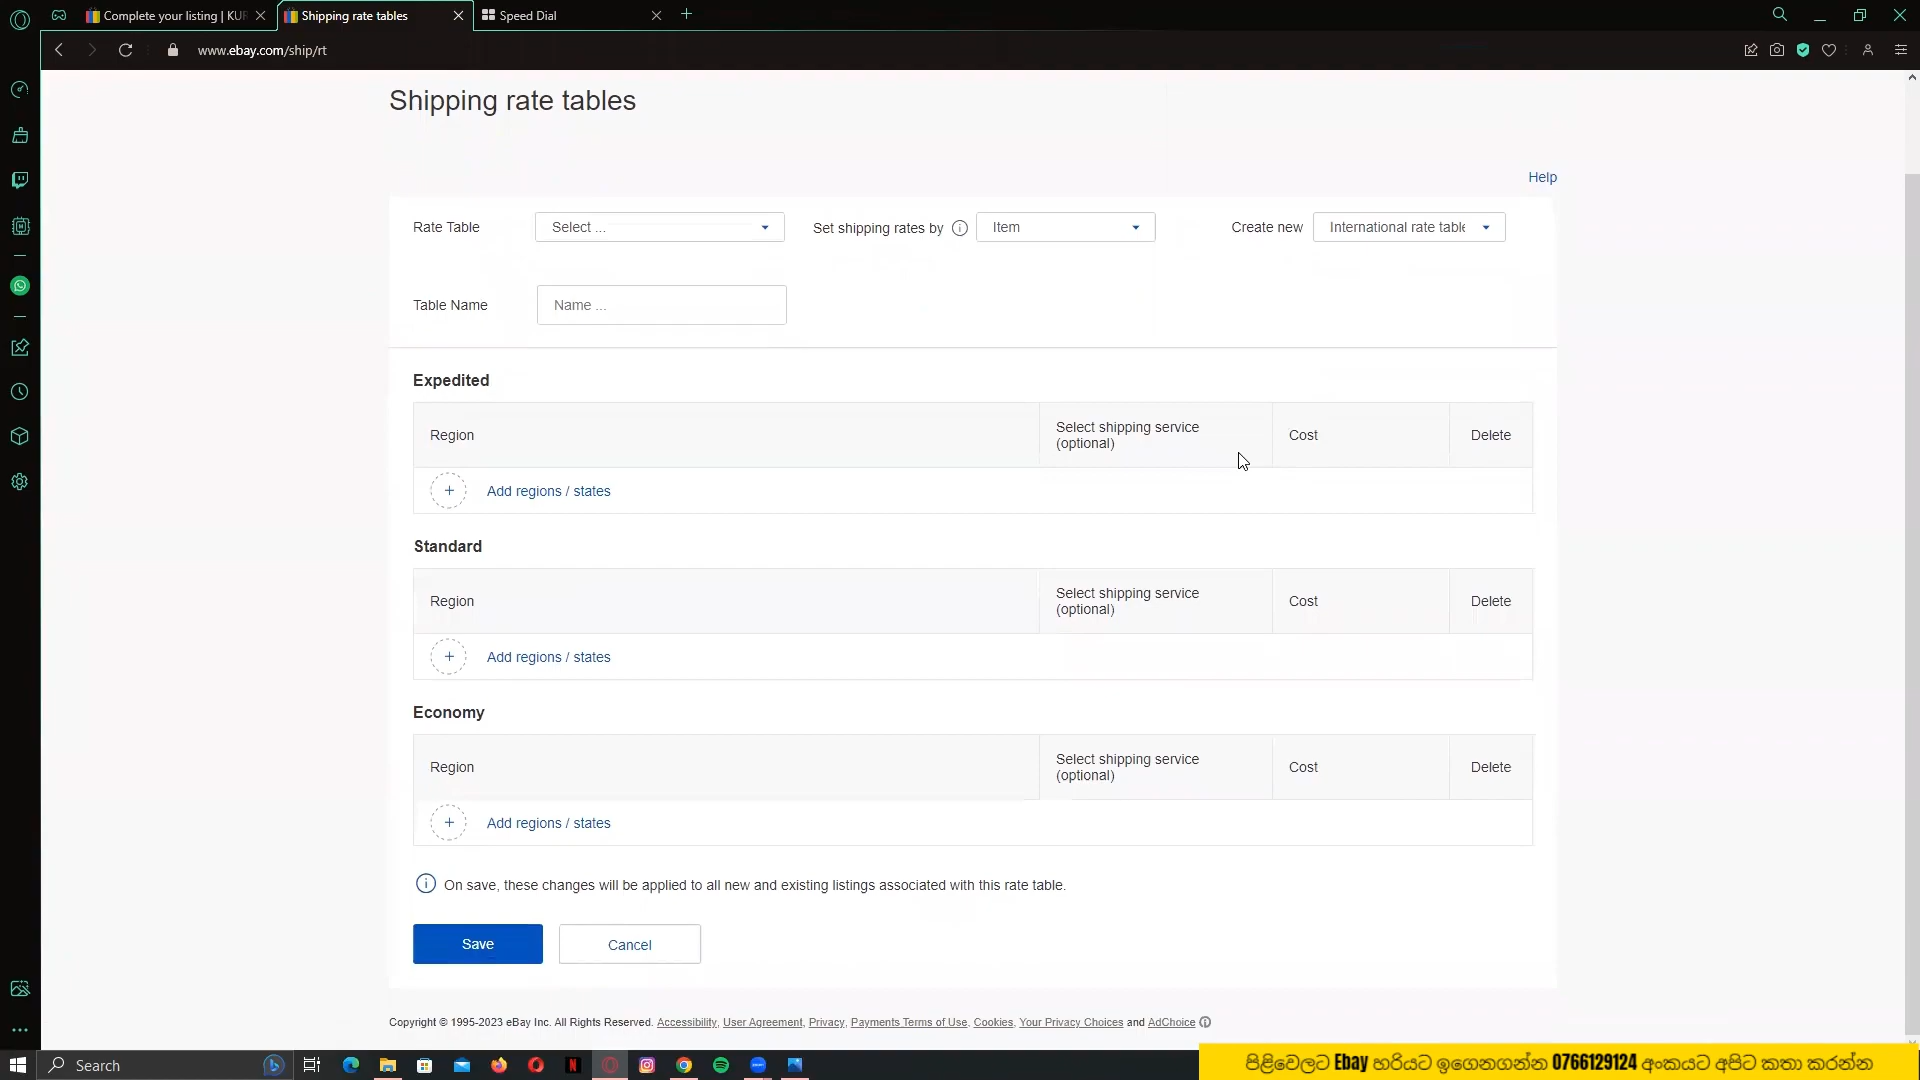 Complete your listing | KUR
Shipping rate tables
Speed Dial
www.ebay.com/ship/rt
Shipping rate tables
Help
Rate Table
Select ...
Set shipping rates by
Item
Create new
International rate table
Table Name
Name ...
Expedited
Region
Select shipping service (optional)
Cost
Delete
Add regions / states
Standard
Region
Select shipping service (optional)
Cost
Delete
Add regions / states
Economy
Region
Select shipping service (optional)
Cost
Delete
Add regions / states
On save, these changes will be applied to all new and existing listings associated with this rate table.
Save
Cancel
Copyright © 1995-2023 eBay Inc. All Rights Reserved. Accessibility, User Agreement, Privacy, Payments Terms of Use, Cookies, Your Privacy Choices and AdChoice
Search
පිළිවෙලට Ebay හරියට ඉගෙනගන්න 0766129124 අංකයට අපිට කතා කරන්න